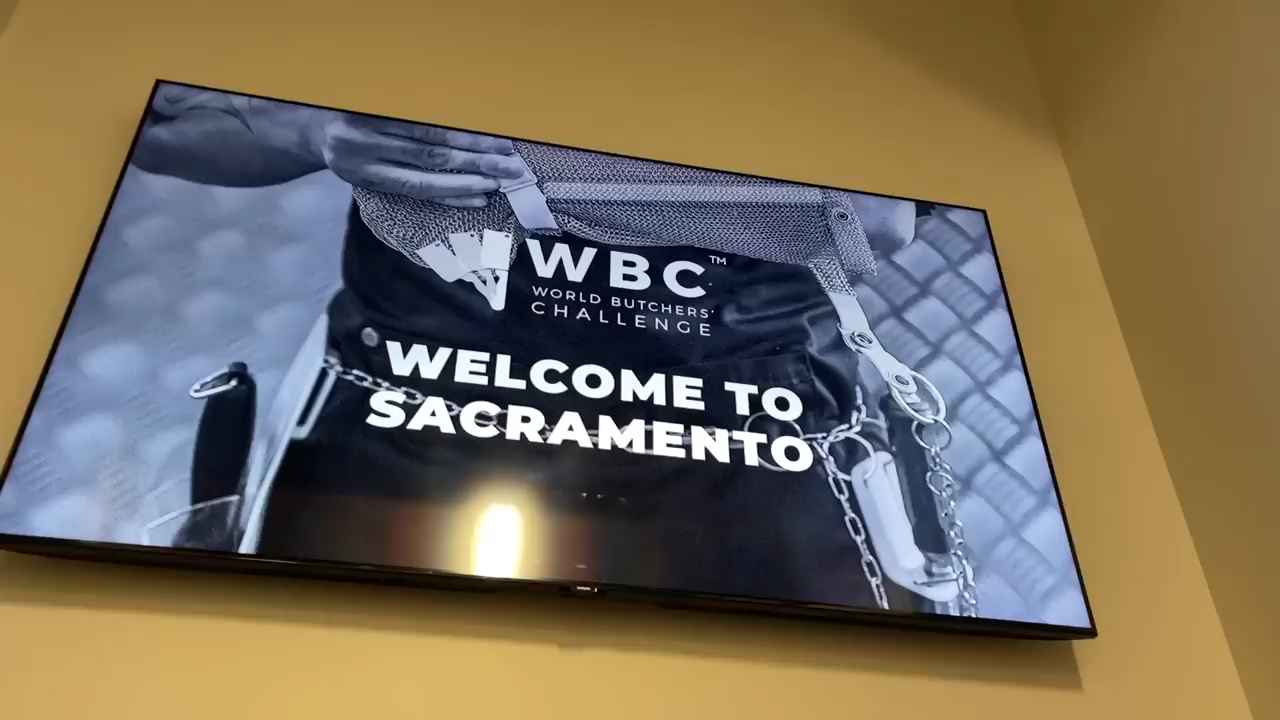 WBC™
WORLD BUTCHERS'
CHALLENGE
WELCOME TO
SACRAMENTO